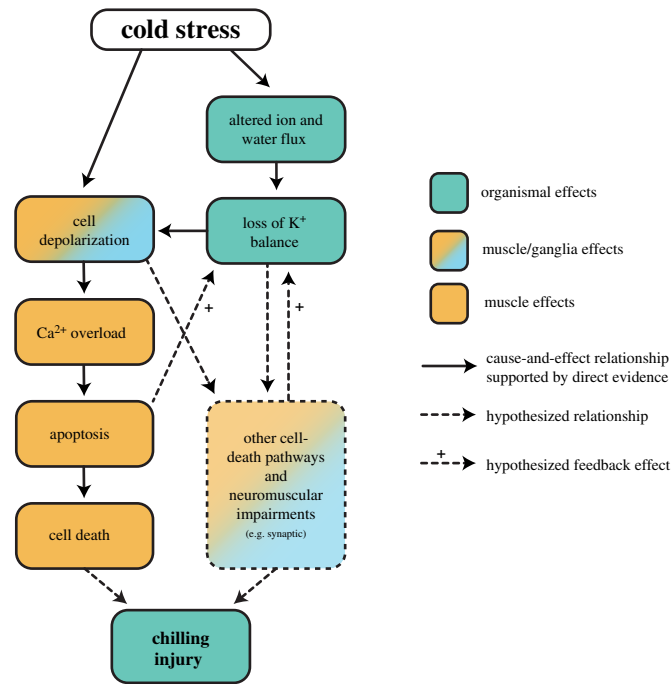 cold stress
altered ion and
water flux
cell
depolarization
loss of K⁺
balance
+
+
Ca²⁺ overload
apoptosis
other cell-
death pathways
and
neuromuscular
impairments
(e.g. synaptic)
cell death
chilling
injury
organismal effects
muscle/ganglia effects
muscle effects
cause-and-effect relationship
supported by direct evidence
hypothesized relationship
+
hypothesized feedback effect